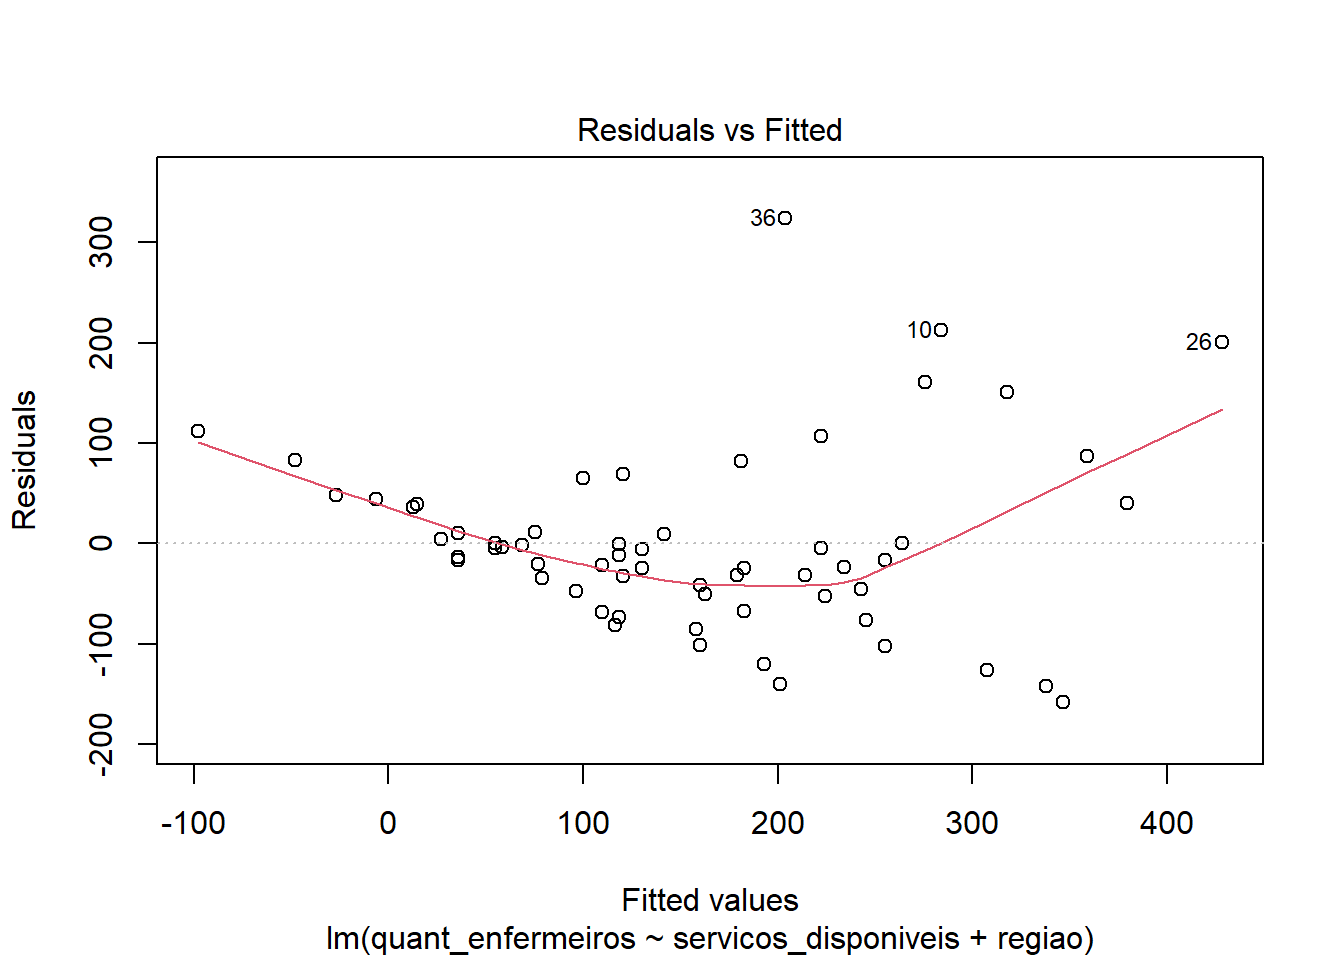 Residuals vs Fitted
300
200
100
0
-100
-200
Residuals
36
10
26
-100 0 100 200 300 400
Fitted values
lm(quant_enfermeiros ~ servicos_disponiveis + regiao)